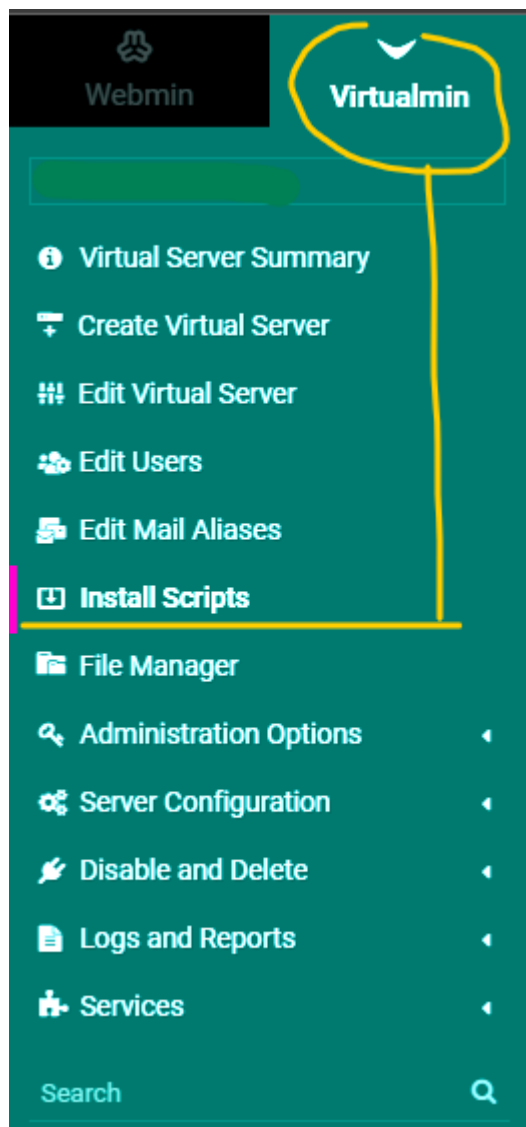 Webmin
Virtualmin
Virtual Server Summary
Create Virtual Server
Edit Virtual Server
Edit Users
Edit Mail Aliases
Install Scripts
File Manager
Administration Options
Server Configuration
Disable and Delete
Logs and Reports
Services
Search